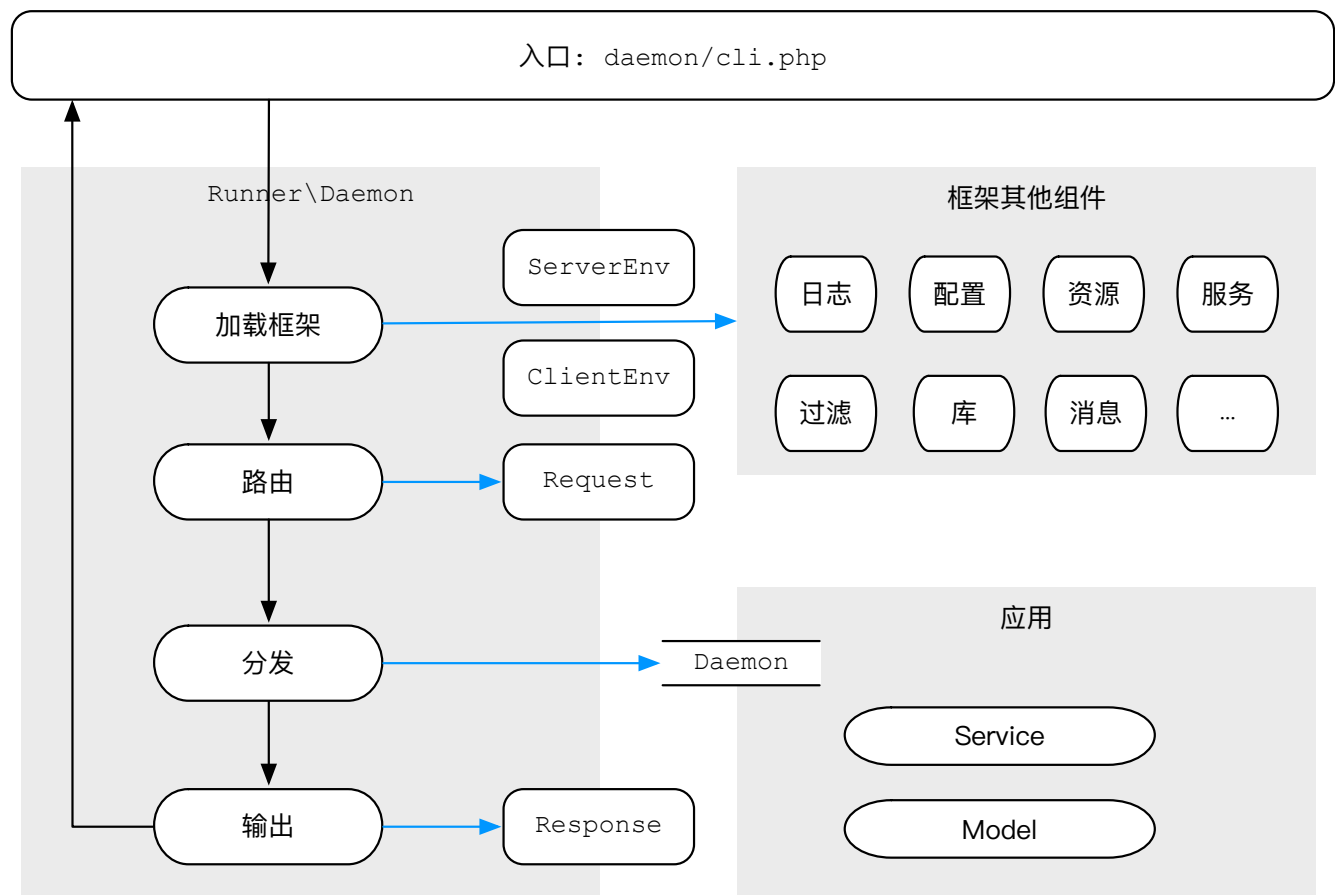 入口: daemon/cli.php
Runner\Daemon
ServerEnv
加载框架
ClientEnv
路由
Request
分发
Daemon
输出
Response
框架其他组件
日志 配置 资源 服务
过滤 库 消息 …
应用
Service
Model